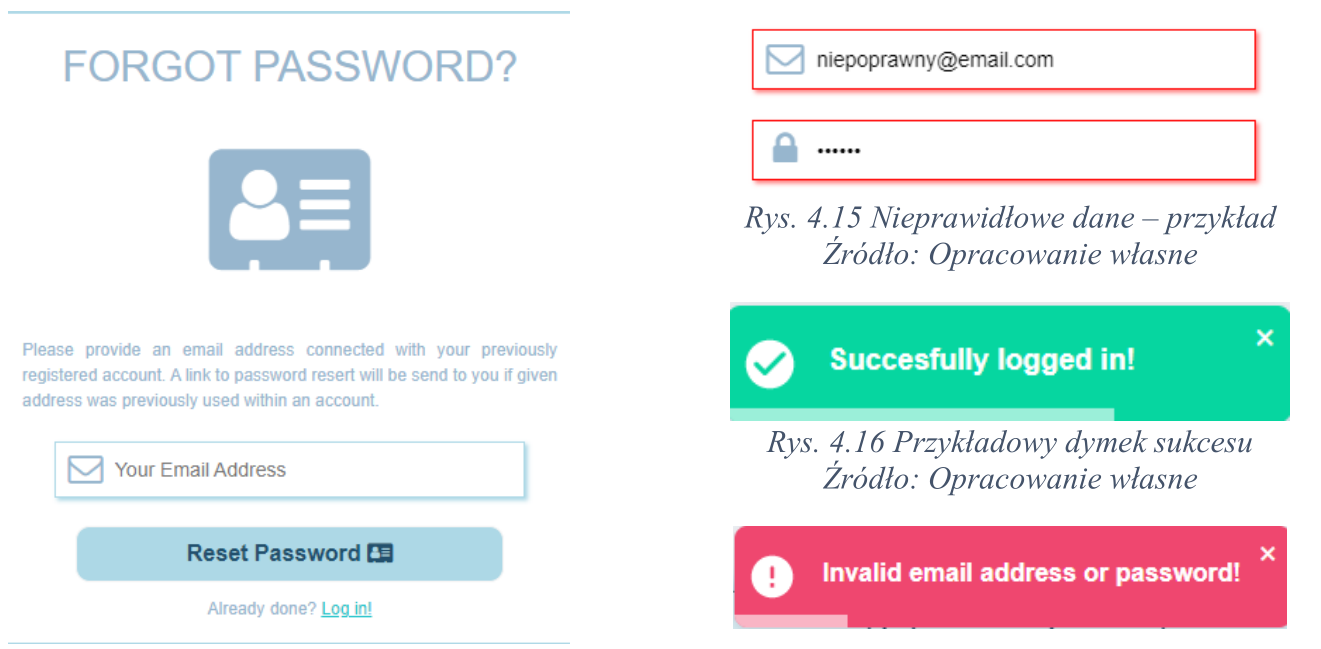 FORGOT PASSWORD?
Please provide an email address connected with your previously
registered account. A link to password resert will be send to you if given
address was previously used within an account.
Your Email Address
Reset Password
Already done? Log in!
niepoprawny@email.com
••••••
Rys. 4.15 Nieprawidłowe dane – przykład
Źródło: Opracowanie własne
Succesfully logged in!
Rys. 4.16 Przykładowy dymek sukcesu
Źródło: Opracowanie własne
Invalid email address or password!